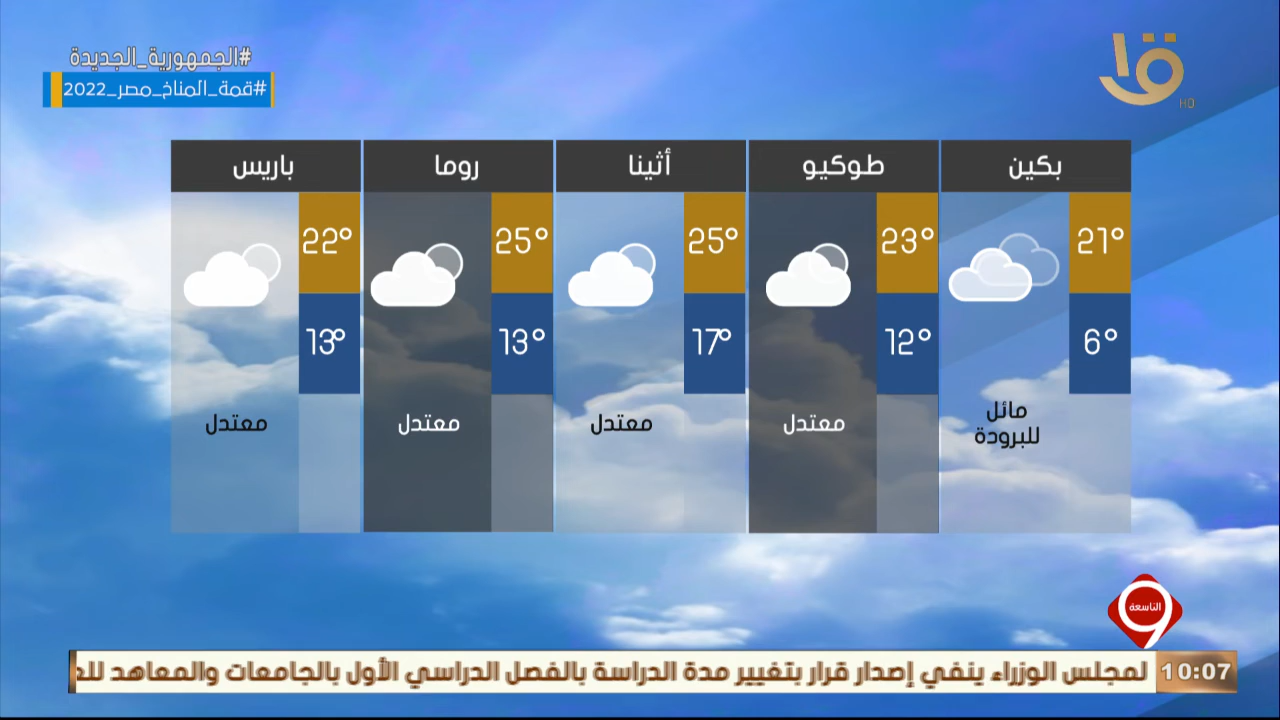 #الجمهورية_الجديدة
#قمة_المناخ_مصر_2022
HD
بكين
21°
6°
مائل
للبرودة
طوكيو
23°
12°
معتدل
أثينا
25°
17°
معتدل
روما
25°
13°
معتدل
باريس
22°
13°
معتدل
التاسعة
9
10:07
لمجلس الوزراء ينفي إصدار قرار بتغيير مدة الدراسة بالفصل الدراسي الأول بالجامعات والمعاهد